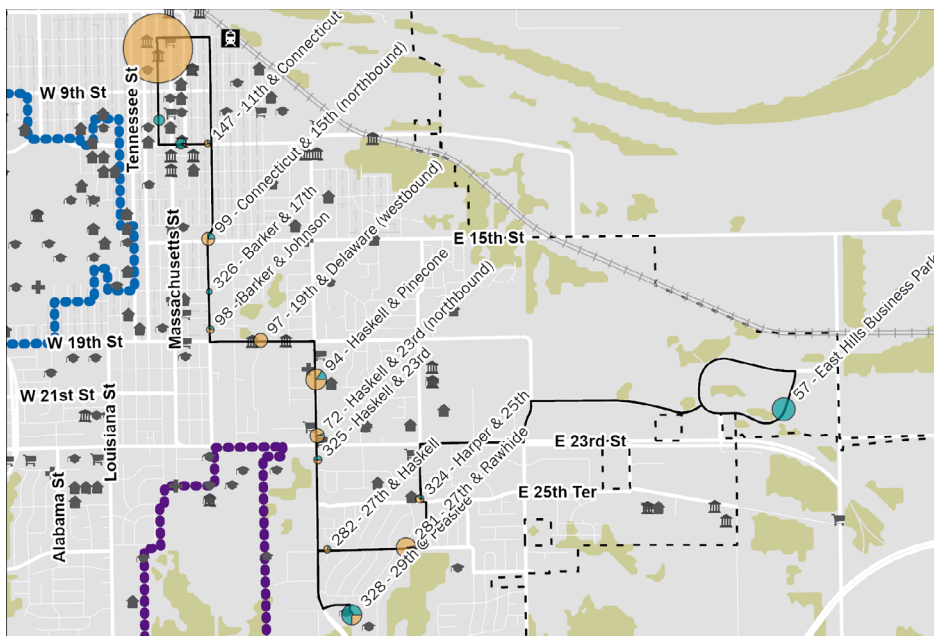 W 9th St
Tennessee St
147 - 11th & Connecticut
99 - Connecticut & 15th (northbound)
326 - Barker & 17th
98 - Barker & Johnson
97 - 19th & Delaware (westbound)
E 15th St
Massachusetts St
W 19th St
94 - Haskell & Pinecone
72 - Haskell & 23rd (northbound)
325 - Haskell & 23rd
57 - East Hills Business Park
W 21st St
Louisiana St
Alabama St
E 23rd St
324 - Harper & 25th
E 25th Ter
282 - 27th & Haskell
281 - 27th & Rawhide
328 - 29th @ Peaslee